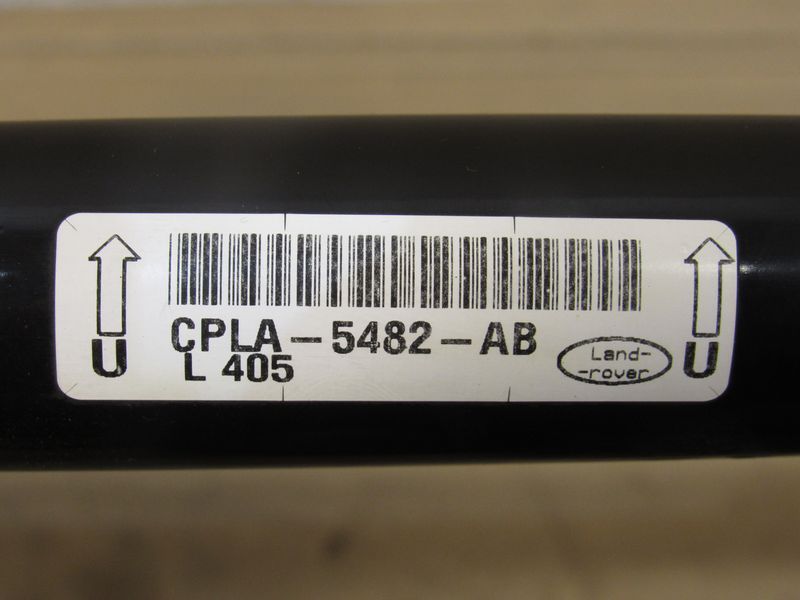 CPLA-5482-AB
L 405
Land-
-rover
U
U